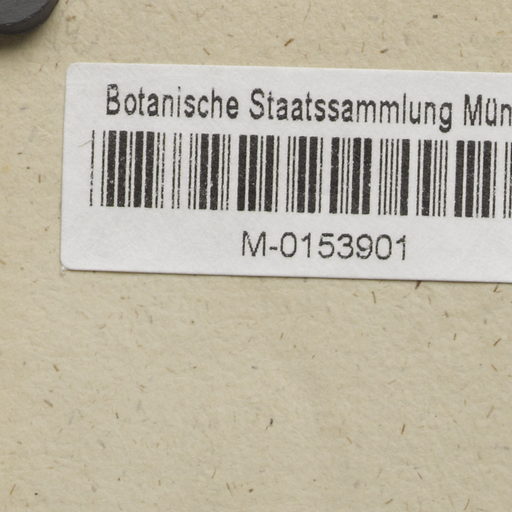 Botanische Staatssammlung Mün
M-0153901